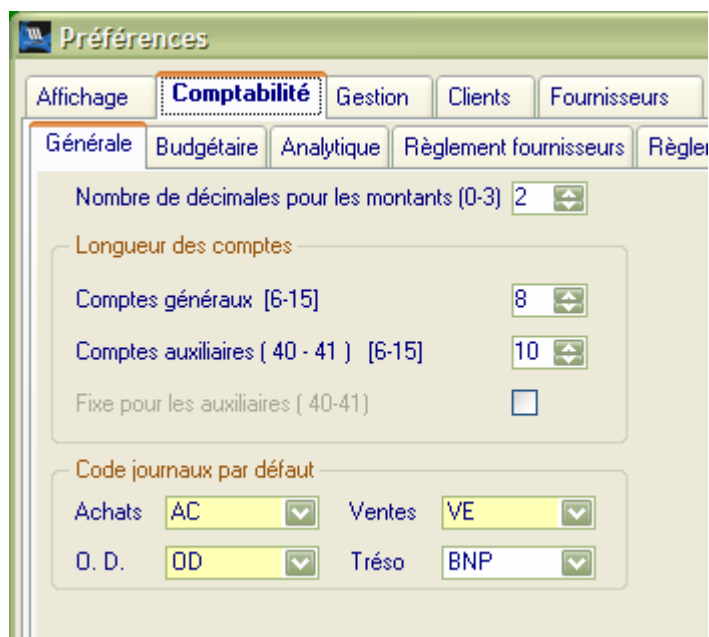 Préférences
Affichage Comptabilité Gestion Clients Fournisseurs
Générale Budgétaire Analytique Règlement fournisseurs Règle
Nombre de décimales pour les montants (0-3) 2
Longueur des comptes
Comptes généraux [6-15] 8
Comptes auxiliaires ( 40 - 41 ) [6-15] 10
Fixe pour les auxiliaires ( 40-41)
Code journaux par défaut
Achats AC Ventes VE
O. D. OD Tréso BNP